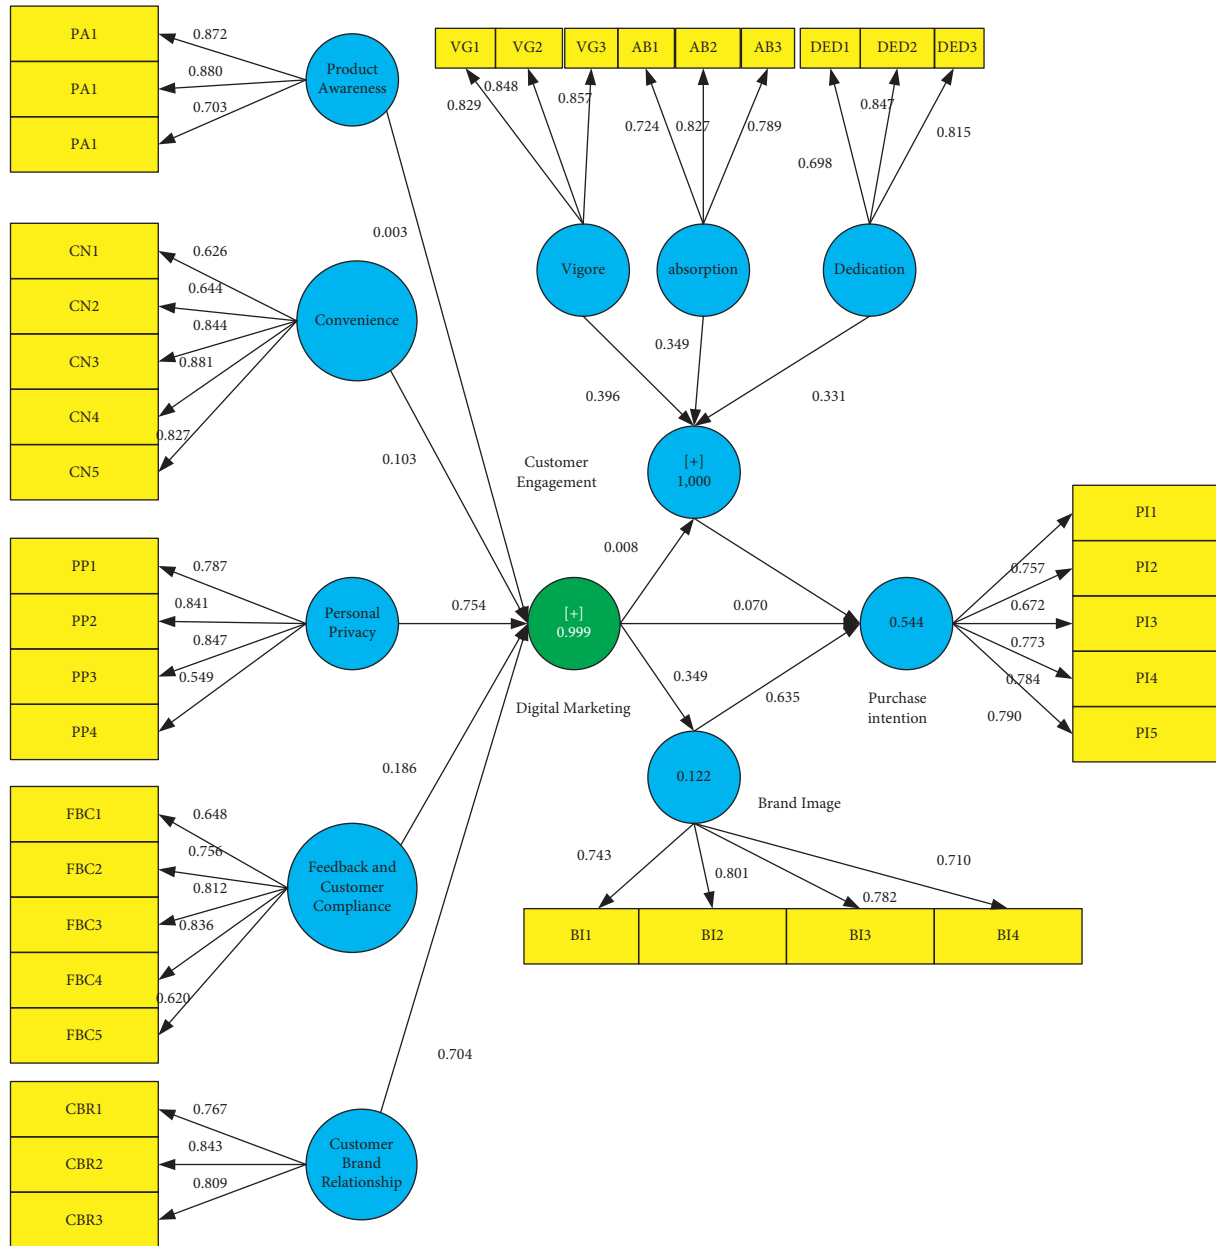 PA1
PA1
PA1
0.872
0.880
0.703
Product
Awareness
VG1
VG2
VG3
AB1
AB2
AB3
DED1
DED2
DED3
0.829
0.848
0.857
0.724
0.827
0.789
0.698
0.847
0.815
Vigore
absorption
Dedication
0.396
0.349
0.331
0.003
CN1
CN2
CN3
CN4
CN5
0.626
0.644
0.844
0.881
0.827
Convenience
0.103
Customer
Engagement
[+]
1,000
PP1
PP2
PP3
PP4
0.787
0.841
0.847
0.549
Personal
Privacy
0.754
[+]
0.999
Digital Marketing
0.008
0.070
0.349
0.635
0.544
Purchase
intention
0.757
0.672
0.773
0.784
0.790
PI1
PI2
PI3
PI4
PI5
0.122
Brand Image
0.743
0.801
0.782
0.710
BI1
BI2
BI3
BI4
FBC1
FBC2
FBC3
FBC4
FBC5
0.648
0.756
0.812
0.836
0.620
Feedback and
Customer
Compliance
0.186
CBR1
CBR2
CBR3
0.767
0.843
0.809
Customer
Brand
Relationship
0.704